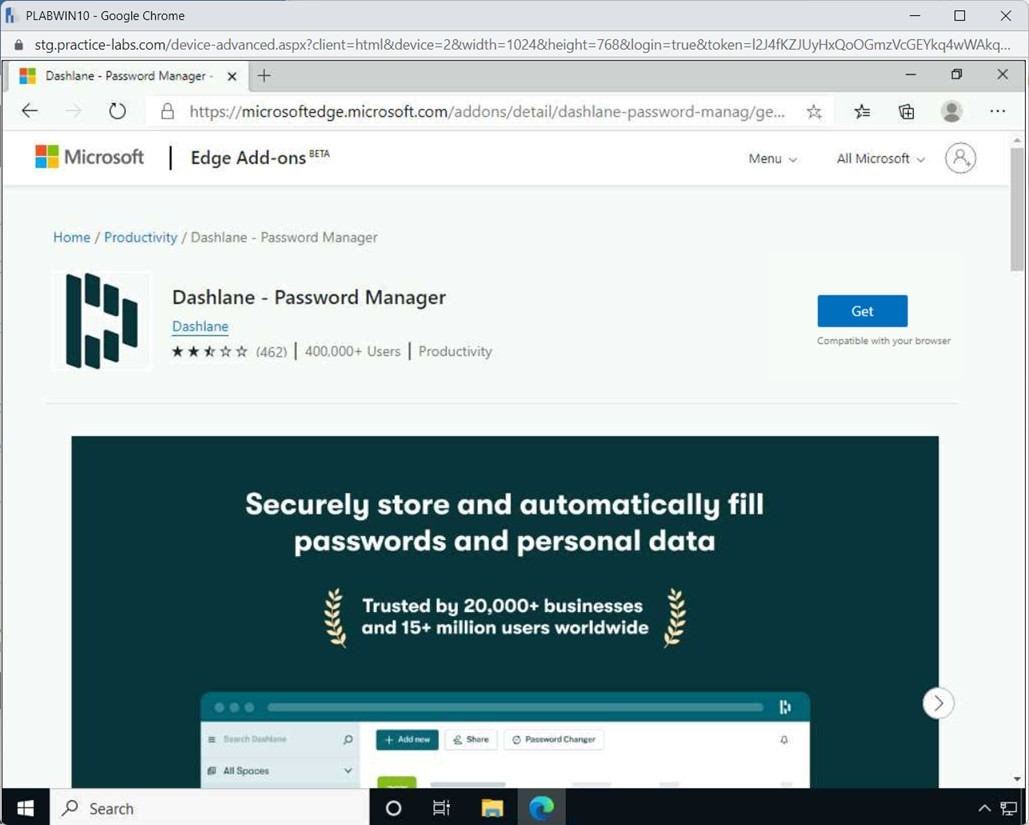 PLABWIN10 - Google Chrome
stg.practice-labs.com/device-advanced.aspx?client=html&device=2&width=1024&height=768&login=true&token=l2J4fKZJUyHxQoOGmzVcGEYkq4wWAkq...
Dashlane - Password Manager -
https://microsoftedge.microsoft.com/addons/detail/dashlane-password-manag/ge...
Microsoft | Edge Add-ons BETA
Menu
All Microsoft
Home / Productivity / Dashlane - Password Manager
Dashlane - Password Manager
Dashlane
(462) | 400,000+ Users | Productivity
Get
Compatible with your browser
Securely store and automatically fill
passwords and personal data
Trusted by 20,000+ businesses
and 15+ million users worldwide
Search Dashlane
+ Add new
Share
Password Changer
All Spaces
Search